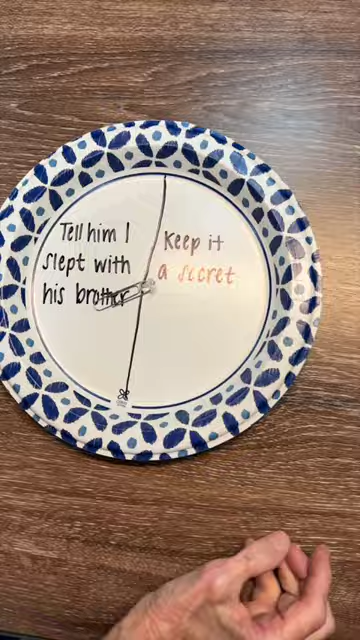 Tell him I
slept with
his brother
Keep it
a secret